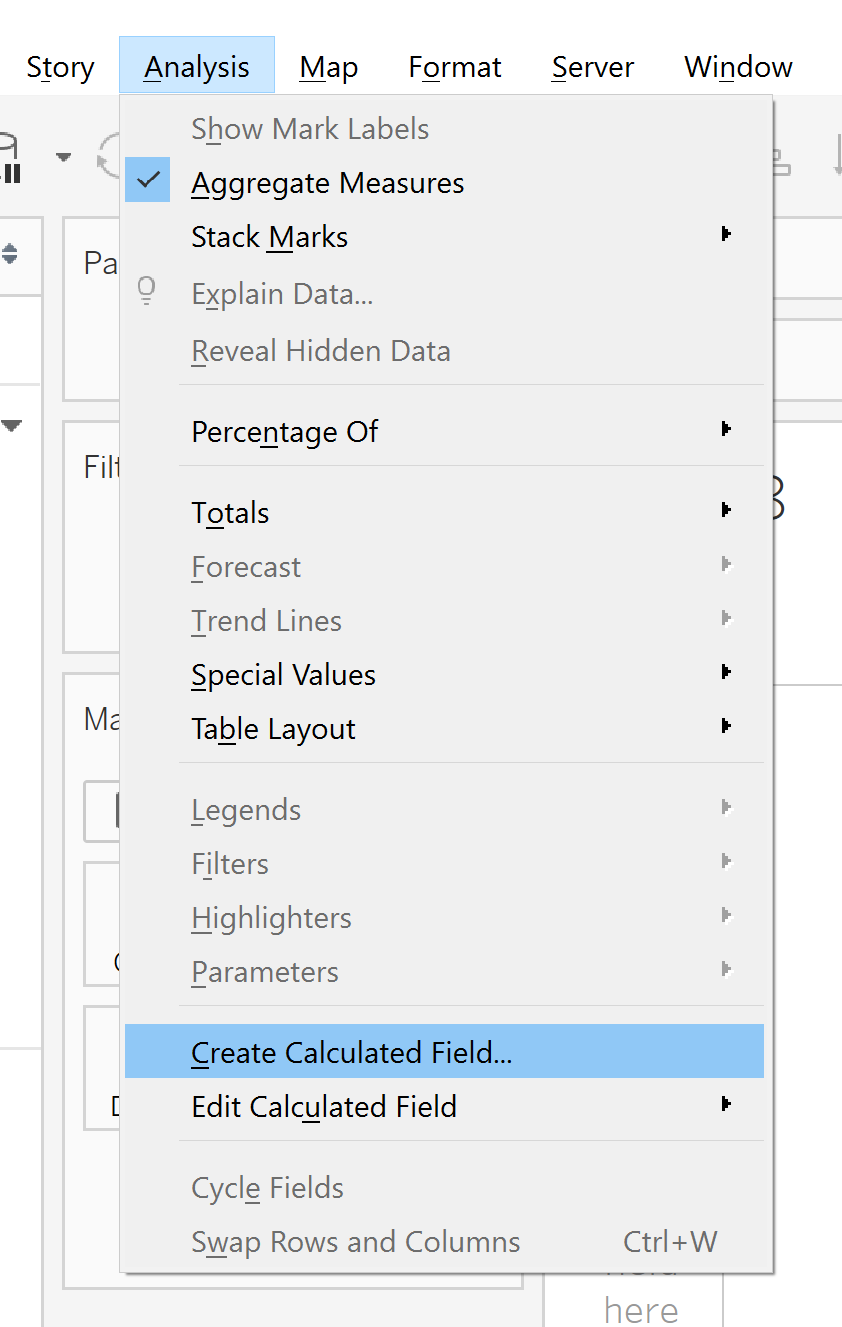 Story Analysis Map Format Server Window
Show Mark Labels
Aggregate Measures
Stack Marks
Pa
Explain Data...
Reveal Hidden Data
Percentage Of
Filt
Totals
Forecast
Trend Lines
Special Values
Ma
Table Layout
Legends
Filters
Highlighters
Parameters
Create Calculated Field...
Edit Calculated Field
Cycle Fields
Swap Rows and Columns Ctrl+W
here